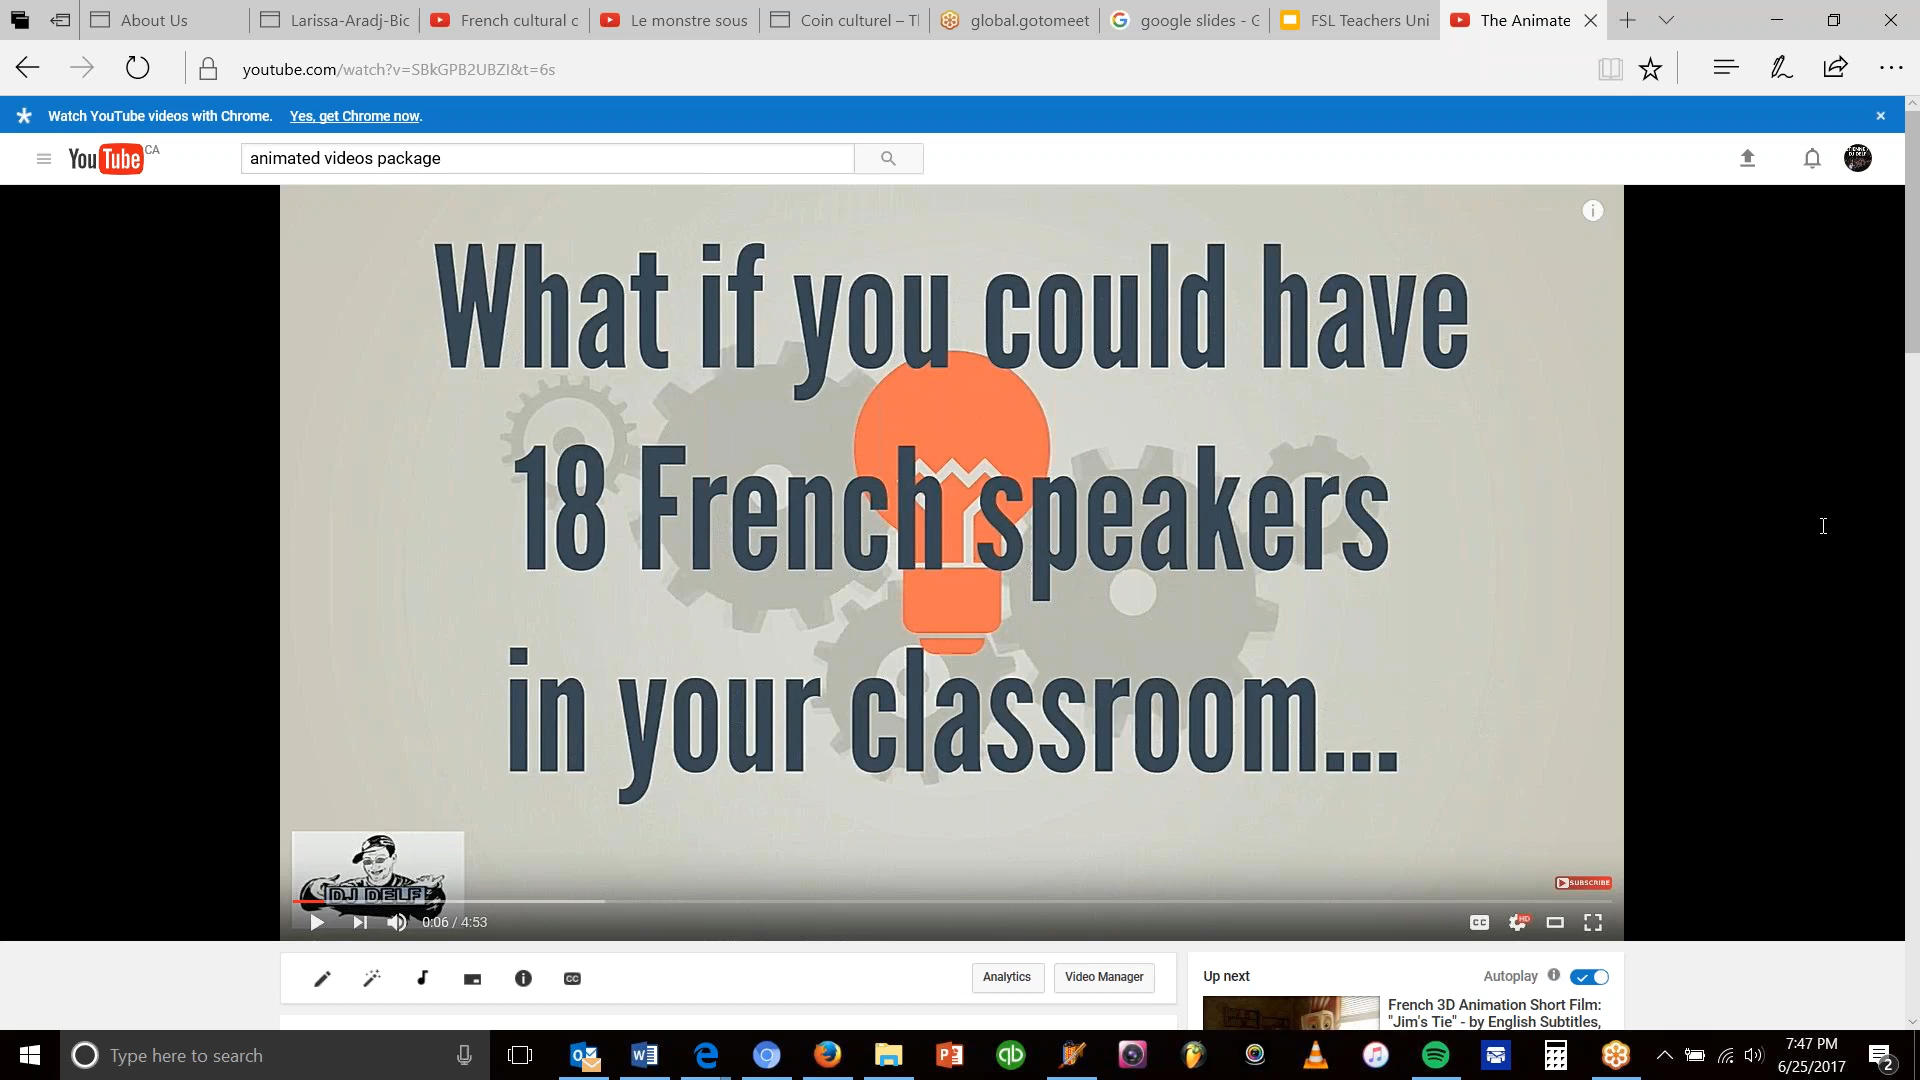 About Us
Larissa-Aradj-Bic
French cultural c
Le monstre sous
Coin culturel – Tl
global.gotomeet
google slides - G
FSL Teachers Uni
The Animate
youtube.com/watch?v=SBkGPB2UBZI&t=6s
Watch YouTube videos with Chrome. Yes, get Chrome now.
YouTube CA
animated videos package
What if you could have
18 French speakers
in your classroom...
DJ DELF
SUBSCRIBE
0:06 / 4:53
CC
HD
CC
Analytics
Video Manager
Up next
Autoplay
French 3D Animation Short Film:
"Jim's Tie" - by English Subtitles,
Type here to search
7:47 PM
6/25/2017
2